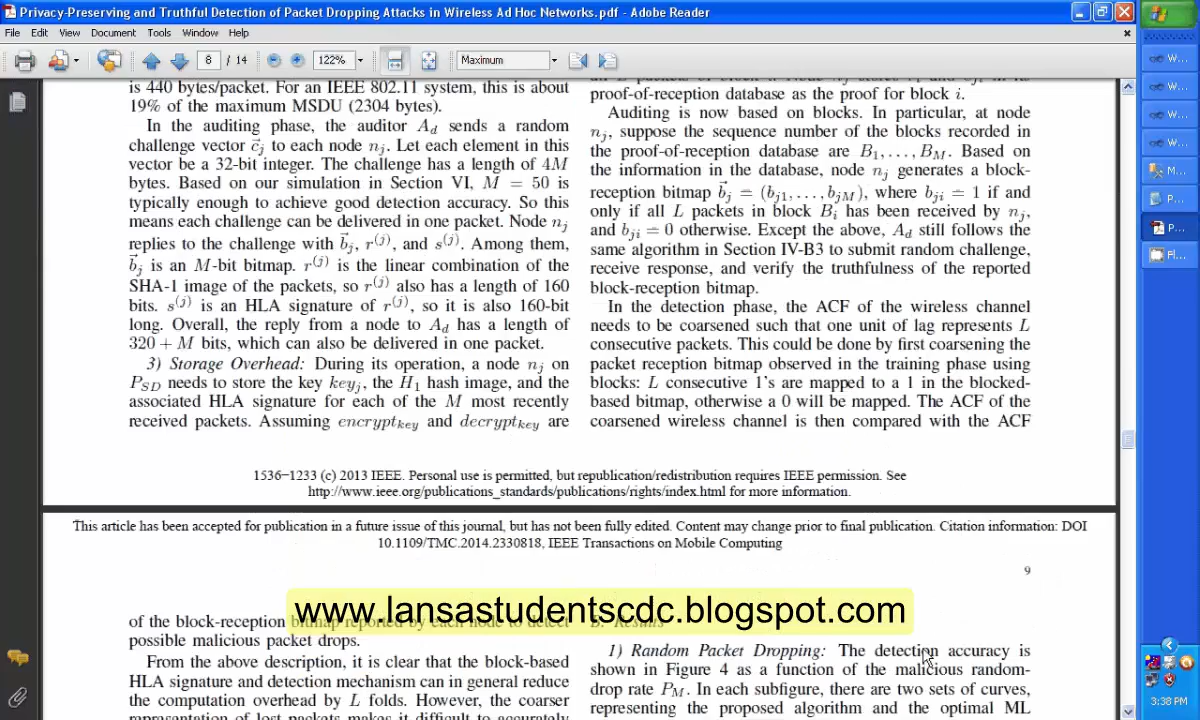 Privacy-Preserving and Truthful Detection of Packet Dropping Attacks in Wireless Ad Hoc Networks.pdf - Adobe Reader
File Edit View Document Tools Window Help
8 / 14 122% Maximum
is 440 bytes/packet. For an IEEE 802.11 system, this is about
19% of the maximum MSDU (2304 bytes).
In the auditing phase, the auditor A_d sends a random
challenge vector c⃗_j to each node n_j. Let each element in this
vector be a 32-bit integer. The challenge has a length of 4M
bytes. Based on our simulation in Section VI, M = 50 is
typically enough to achieve good detection accuracy. So this
means each challenge can be delivered in one packet. Node n_j
replies to the challenge with b⃗_j, r^(j), and s^(j). Among them,
b⃗_j is an M-bit bitmap. r^(j) is the linear combination of the
SHA-1 image of the packets, so r^(j) also has a length of 160
bits. s^(j) is an HLA signature of r^(j), so it is also 160-bit
long. Overall, the reply from a node to A_d has a length of
320 + M bits, which can also be delivered in one packet.
3) Storage Overhead: During its operation, a node n_j on
P_SD needs to store the key key_j, the H_1 hash image, and the
associated HLA signature for each of the M most recently
received packets. Assuming encrypt_key and decrypt_key are
proof-of-reception database as the proof for block i.
Auditing is now based on blocks. In particular, at node
n_j, suppose the sequence number of the blocks recorded in
the proof-of-reception database are B_1, . . . , B_M. Based on
the information in the database, node n_j generates a block-
reception bitmap b⃗_j = (b_j1, . . . , b_jM), where b_ji = 1 if and
only if all L packets in block B_i has been received by n_j,
and b_ji = 0 otherwise. Except the above, A_d still follows the
same algorithm in Section IV-B3 to submit random challenge,
receive response, and verify the truthfulness of the reported
block-reception bitmap.
In the detection phase, the ACF of the wireless channel
needs to be coarsened such that one unit of lag represents L
consecutive packets. This could be done by first coarsening the
packet reception bitmap observed in the training phase using
blocks: L consecutive 1's are mapped to a 1 in the blocked-
based bitmap, otherwise a 0 will be mapped. The ACF of the
coarsened wireless channel is then compared with the ACF
1536-1233 (c) 2013 IEEE. Personal use is permitted, but republication/redistribution requires IEEE permission. See
http://www.ieee.org/publications_standards/publications/rights/index.html for more information.
This article has been accepted for publication in a future issue of this journal, but has not been fully edited. Content may change prior to final publication. Citation information: DOI
10.1109/TMC.2014.2330818, IEEE Transactions on Mobile Computing
9
www.lansastudentscdc.blogspot.com
of the block-reception bitmap reported by each node to detect
possible malicious packet drops.
From the above description, it is clear that the block-based
HLA signature and detection mechanism can in general reduce
the computation overhead by L folds. However, the coarser
representation of lost packets makes it difficult to accurately
B. Results
1) Random Packet Dropping: The detection accuracy is
shown in Figure 4 as a function of the malicious random-
drop rate P_M. In each subfigure, there are two sets of curves,
representing the proposed algorithm and the optimal ML
W...
W...
W...
W...
M...
P...
P...
Fl...
3:38 PM